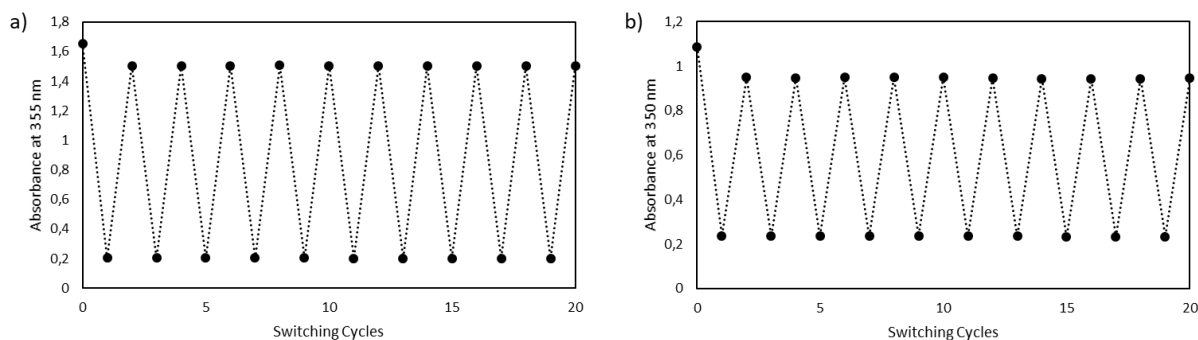 a)
Absorbance at 355 nm
1,8
1,6
1,4
1,2
1
0,8
0,6
0,4
0,2
0
0 5 10 15 20
Switching Cycles
b)
Absorbance at 350 nm
1,2
1
0,8
0,6
0,4
0,2
0
0 5 10 15 20
Switching Cycles